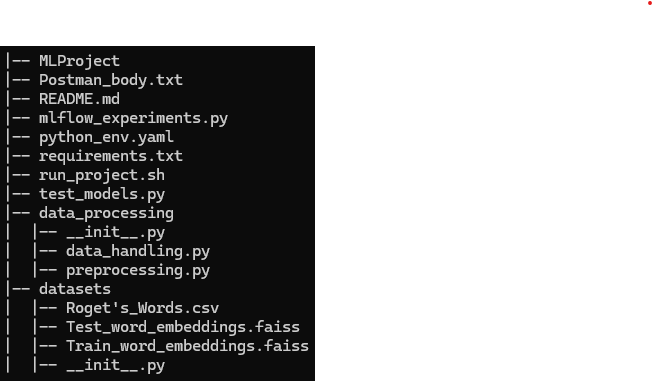 |-- MLProject
|-- Postman_body.txt
|-- README.md
|-- mlflow_experiments.py
|-- python_env.yaml
|-- requirements.txt
|-- run_project.sh
|-- test_models.py
|-- data_processing
|  |-- __init__.py
|  |-- data_handling.py
|  |-- preprocessing.py
|-- datasets
|  |-- Roget's_Words.csv
|  |-- Test_word_embeddings.faiss
|  |-- Train_word_embeddings.faiss
|  |-- __init__.py